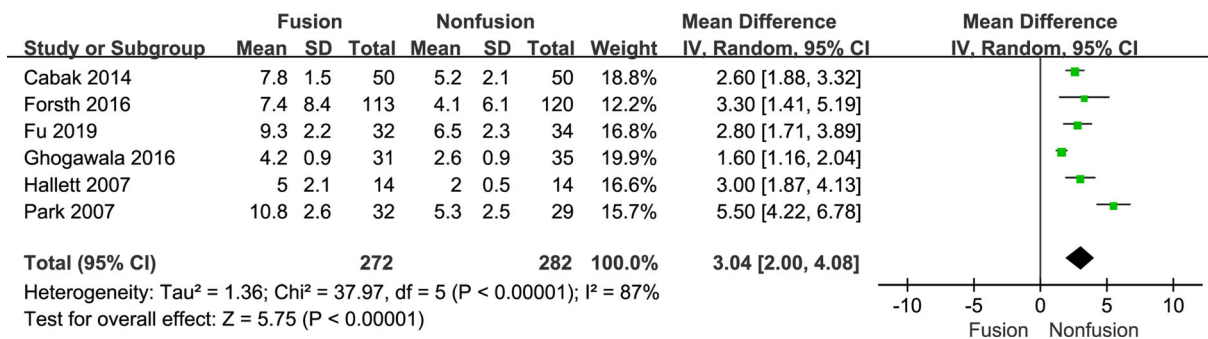 Fusion Nonfusion Mean Difference Mean Difference
Study or Subgroup Mean SD Total Mean SD Total Weight IV, Random, 95% CI IV, Random, 95% CI
Cabak 2014 7.8 1.5 50 5.2 2.1 50 18.8% 2.60 [1.88, 3.32]
Forsth 2016 7.4 8.4 113 4.1 6.1 120 12.2% 3.30 [1.41, 5.19]
Fu 2019 9.3 2.2 32 6.5 2.3 34 16.8% 2.80 [1.71, 3.89]
Ghogawala 2016 4.2 0.9 31 2.6 0.9 35 19.9% 1.60 [1.16, 2.04]
Hallett 2007 5 2.1 14 2 0.5 14 16.6% 3.00 [1.87, 4.13]
Park 2007 10.8 2.6 32 5.3 2.5 29 15.7% 5.50 [4.22, 6.78]
Total (95% CI) 272 282 100.0% 3.04 [2.00, 4.08]
Heterogeneity: Tau² = 1.36; Chi² = 37.97, df = 5 (P < 0.00001); I² = 87%
Test for overall effect: Z = 5.75 (P < 0.00001)
-10 -5 0 5 10
Fusion Nonfusion